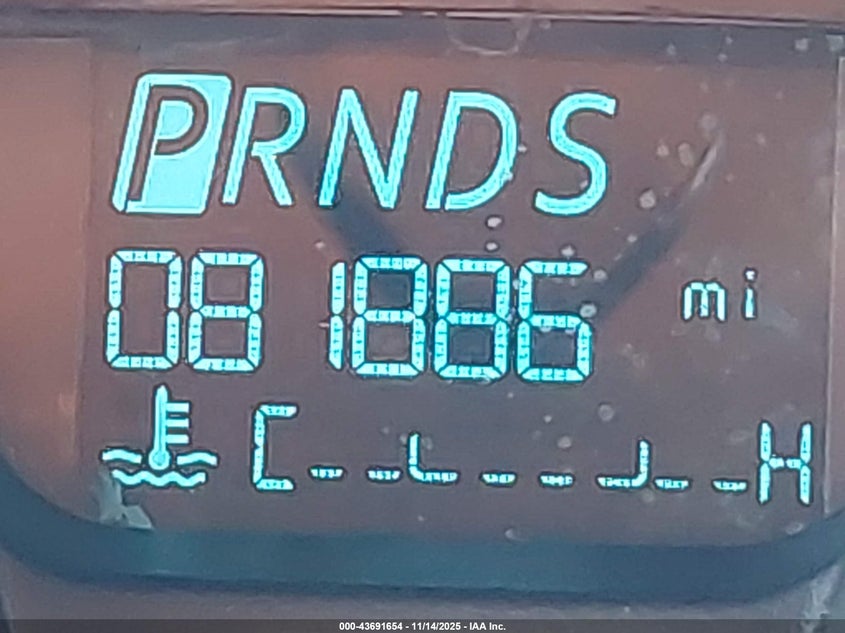 PRNDS
081886 mi
C H
000-43691654 - 11/14/2025 - IAA Inc.